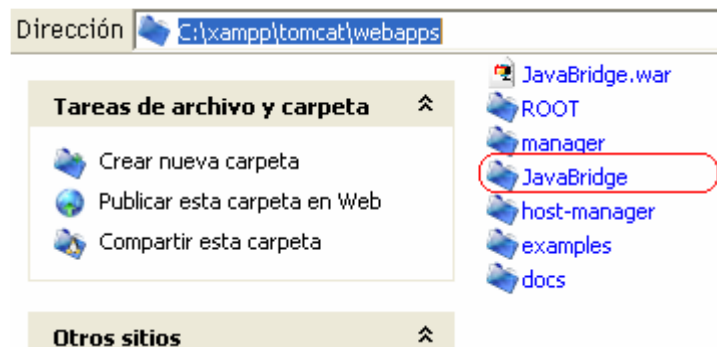 Dirección C:\xampp\tomcat\webapps
Tareas de archivo y carpeta
Crear nueva carpeta
Publicar esta carpeta en Web
Compartir esta carpeta
Otros sitios
JavaBridge.war
ROOT
manager
JavaBridge
host-manager
examples
docs